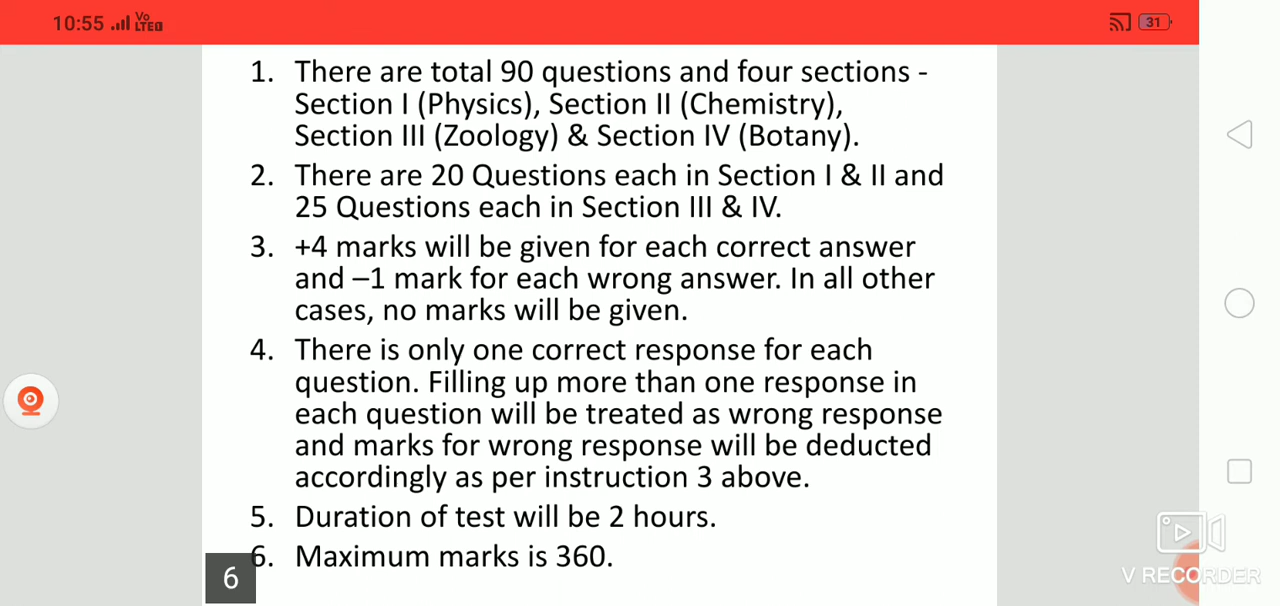 10:55 Vo LTE 31
1. There are total 90 questions and four sections -
Section I (Physics), Section II (Chemistry),
Section III (Zoology) & Section IV (Botany).
2. There are 20 Questions each in Section I & II and
25 Questions each in Section III & IV.
3. +4 marks will be given for each correct answer
and –1 mark for each wrong answer. In all other
cases, no marks will be given.
4. There is only one correct response for each
question. Filling up more than one response in
each question will be treated as wrong response
and marks for wrong response will be deducted
accordingly as per instruction 3 above.
5. Duration of test will be 2 hours.
6. Maximum marks is 360.
6
V RECORDER